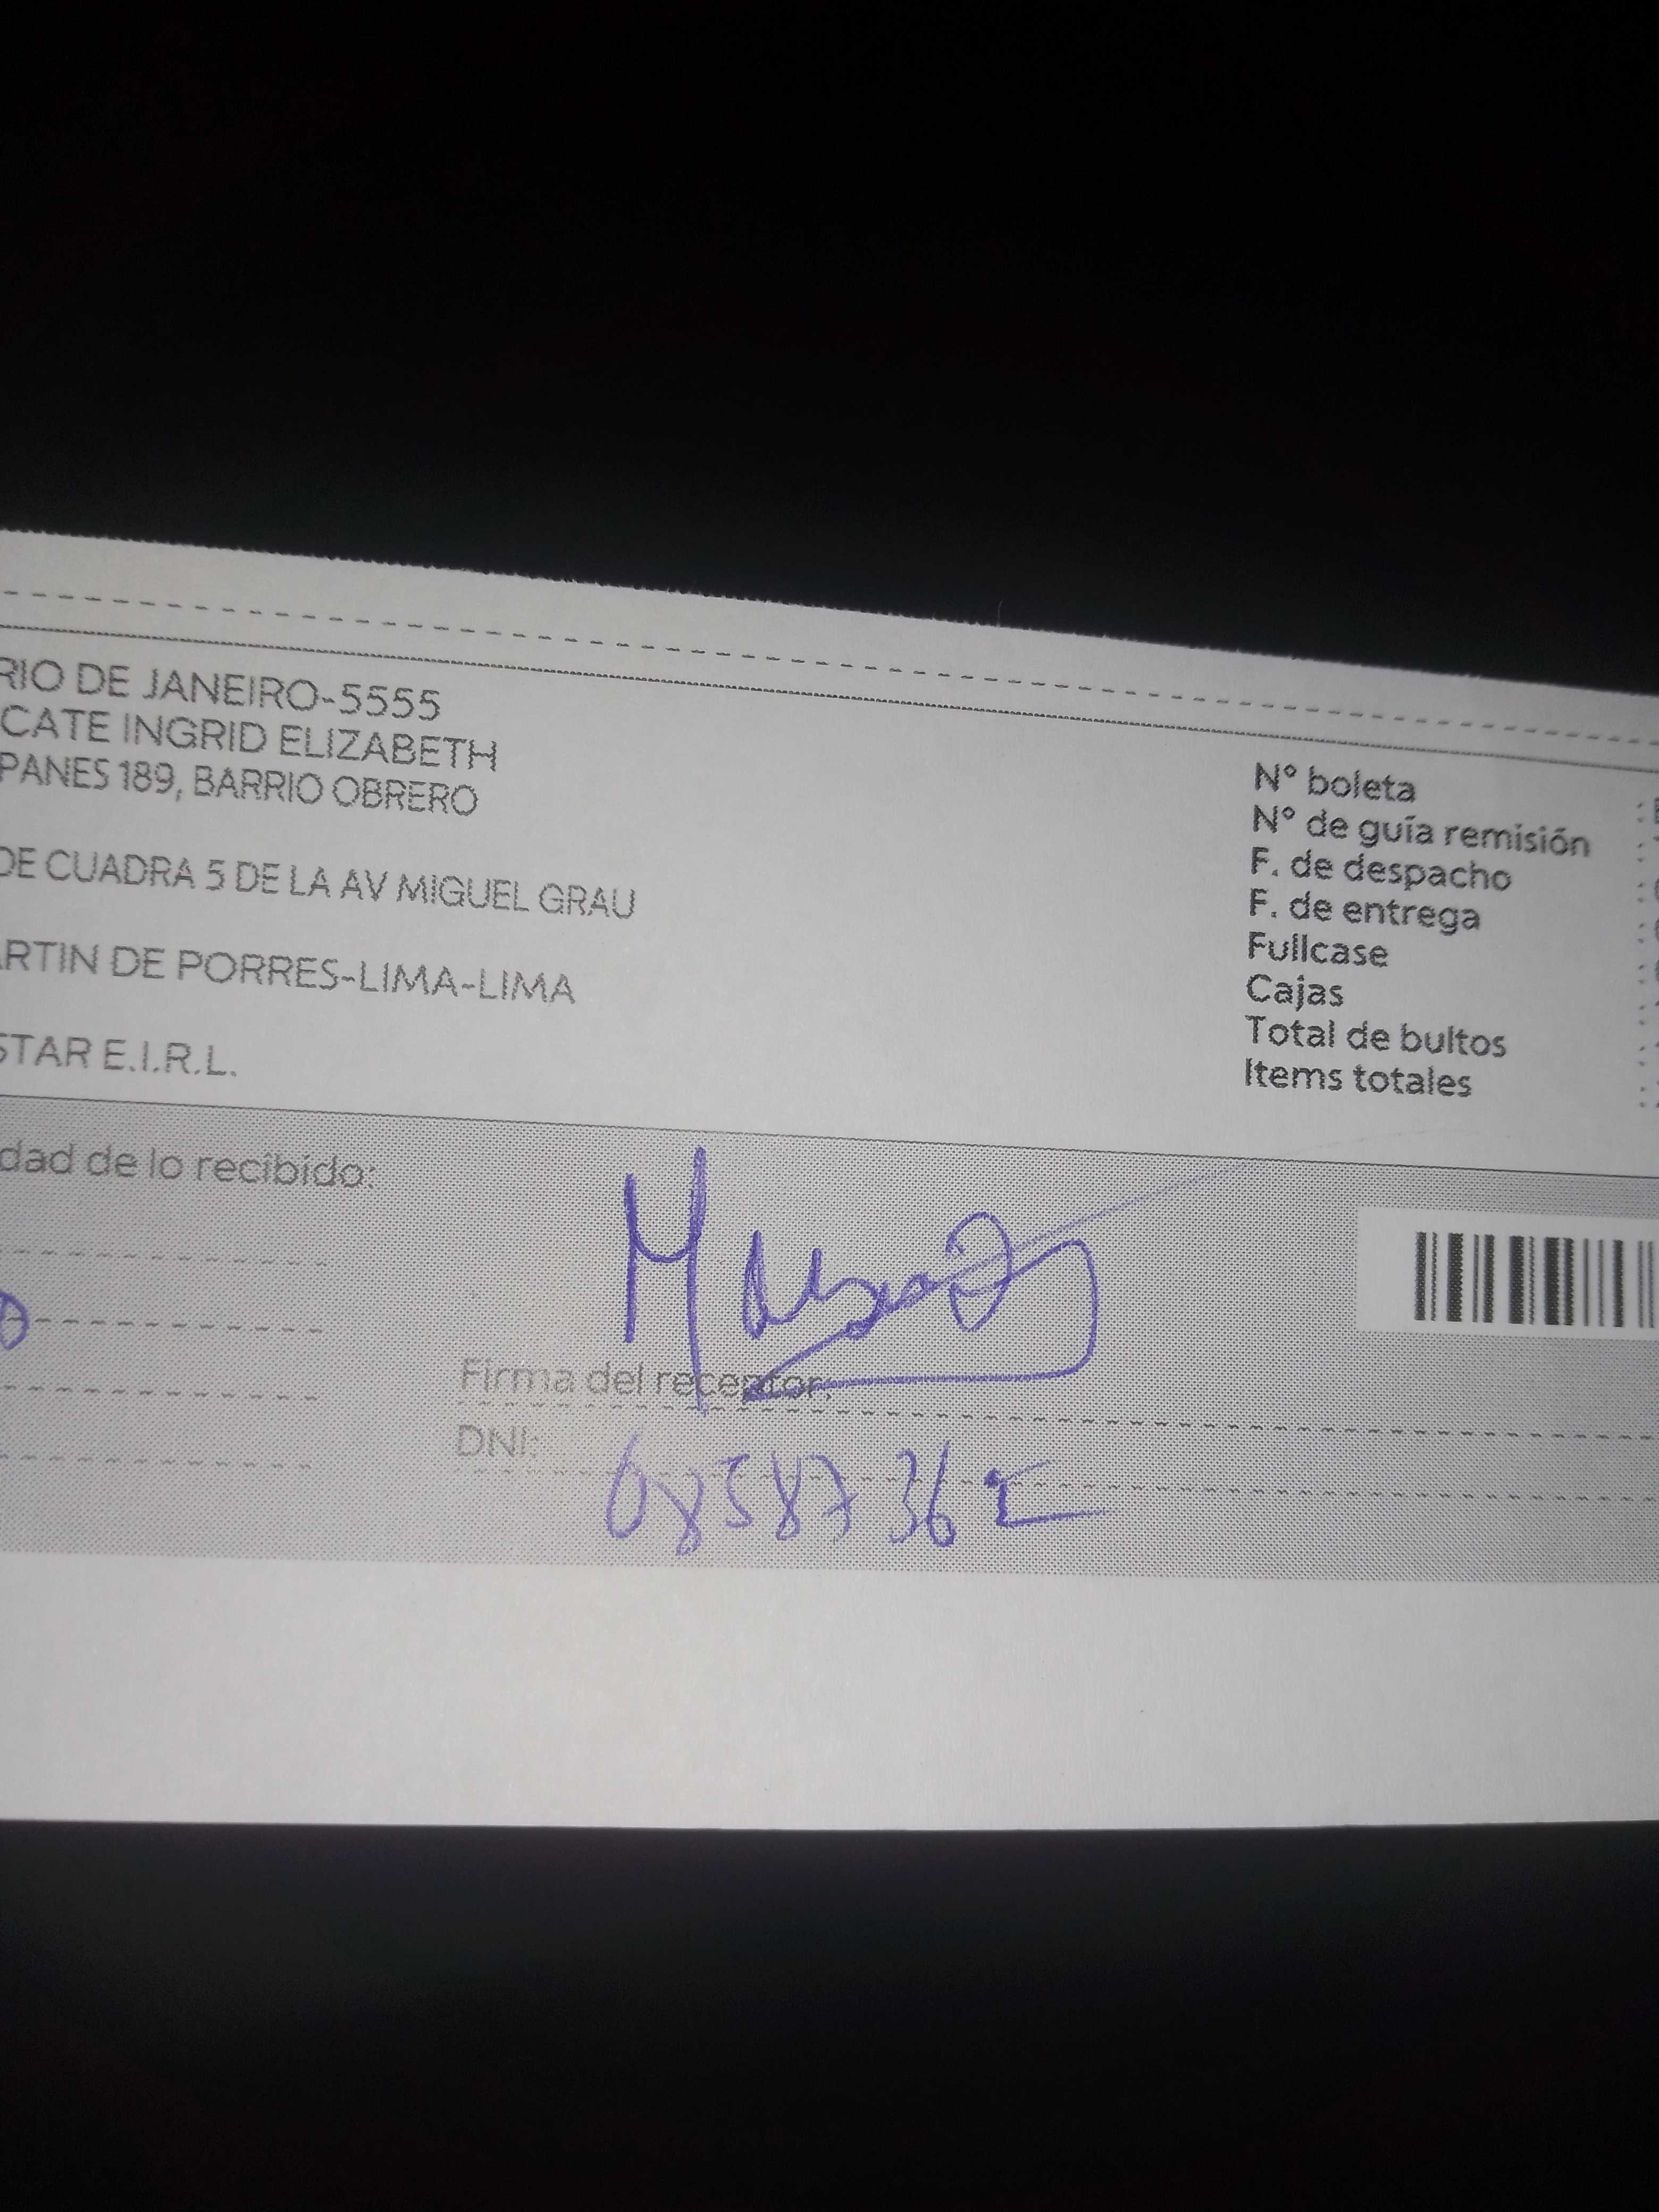 RIO DE JANEIRO-5555
CATE INGRID ELIZABETH
PANES 189, BARRIO OBRERO
DE CUADRA 5 DE LA AV MIGUEL GRAU
ARTIN DE PORRES-LIMA-LIMA
STAR E.I.R.L.
N° boleta :
N° de guía remisión :
F. de despacho :
F. de entrega :
Fullcase :
Cajas :
Total de bultos :
Items totales :
dad de lo recibido:
Firma del receptor:
DNI: 0858736